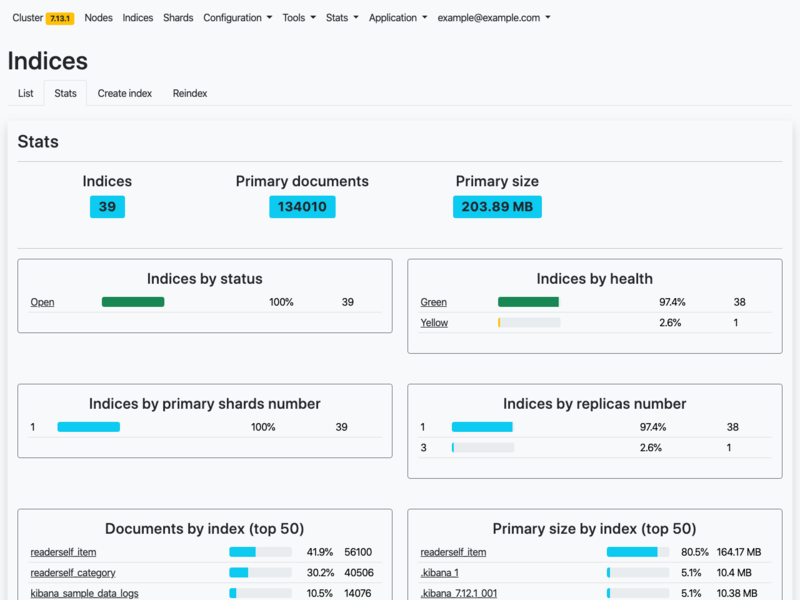 Cluster 7.13.1 Nodes Indices Shards Configuration Tools Stats Application example@example.com
Indices
List Stats Create index Reindex
Stats
Indices Primary documents Primary size
39 134010 203.89 MB
Indices by status
Open 100% 39
Indices by health
Green 97.4% 38
Yellow 2.6% 1
Indices by primary shards number
1 100% 39
Indices by replicas number
1 97.4% 38
3 2.6% 1
Documents by index (top 50)
readerself_item 41.9% 56100
readerself_category 30.2% 40506
kibana_sample_data_logs 10.5% 14076
Primary size by index (top 50)
readerself_item 80.5% 164.17 MB
.kibana_1 5.1% 10.4 MB
.kibana_7.12.1_001 5.1% 10.38 MB